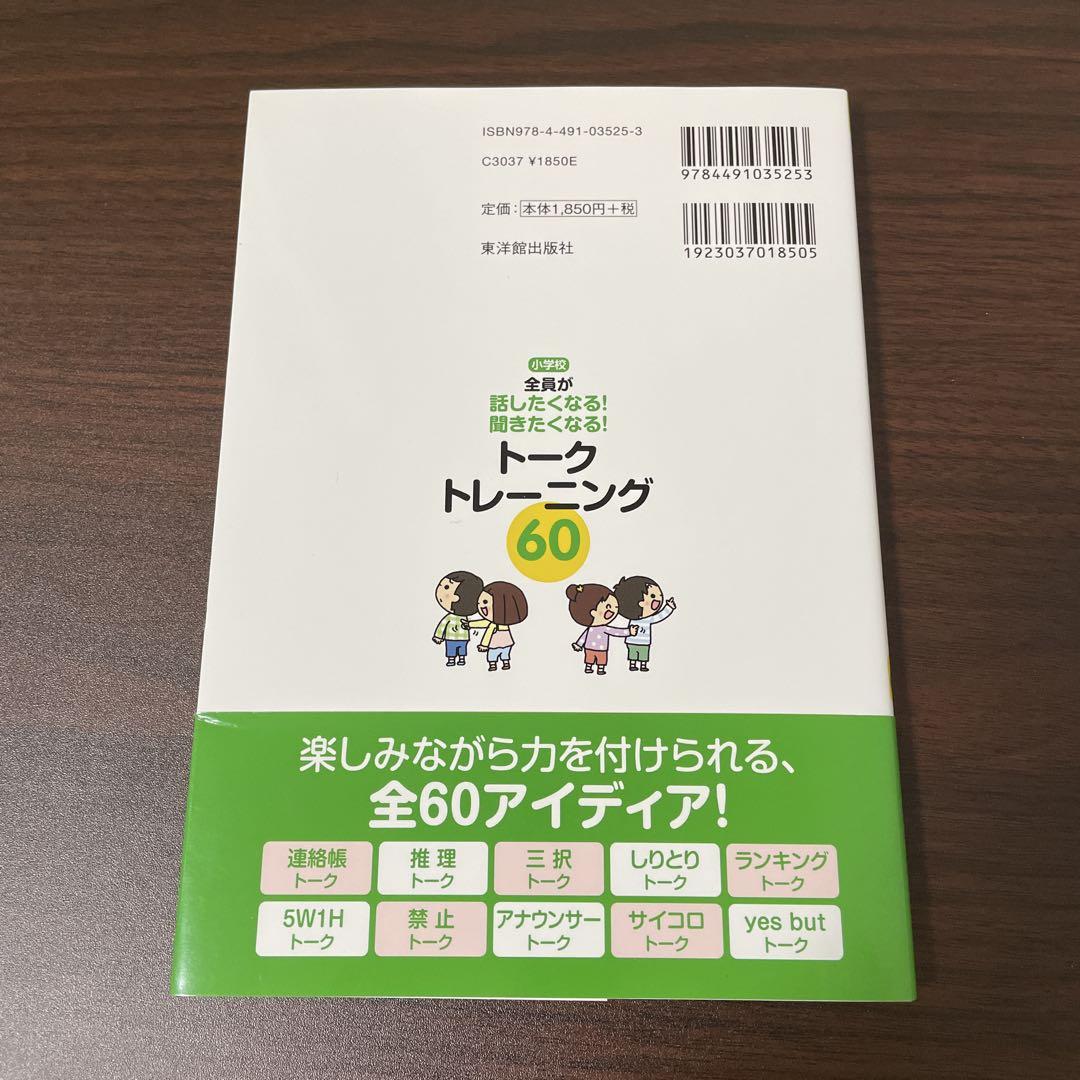 ISBN978-4-491-03525-3
C3037 ¥1850E
定価:本体1,850円+税
東洋館出版社
9784491035253
1923037018505
小学校
全員が
話したくなる!
聞きたくなる!
トーク
トレーニング
60
楽しみながら力を付けられる、
全60アイディア!
連絡帳
トーク
推理
トーク
三択
トーク
しりとり
トーク
ランキング
トーク
5W1H
トーク
禁止
トーク
アナウンサー
トーク
サイコロ
トーク
yes but
トーク